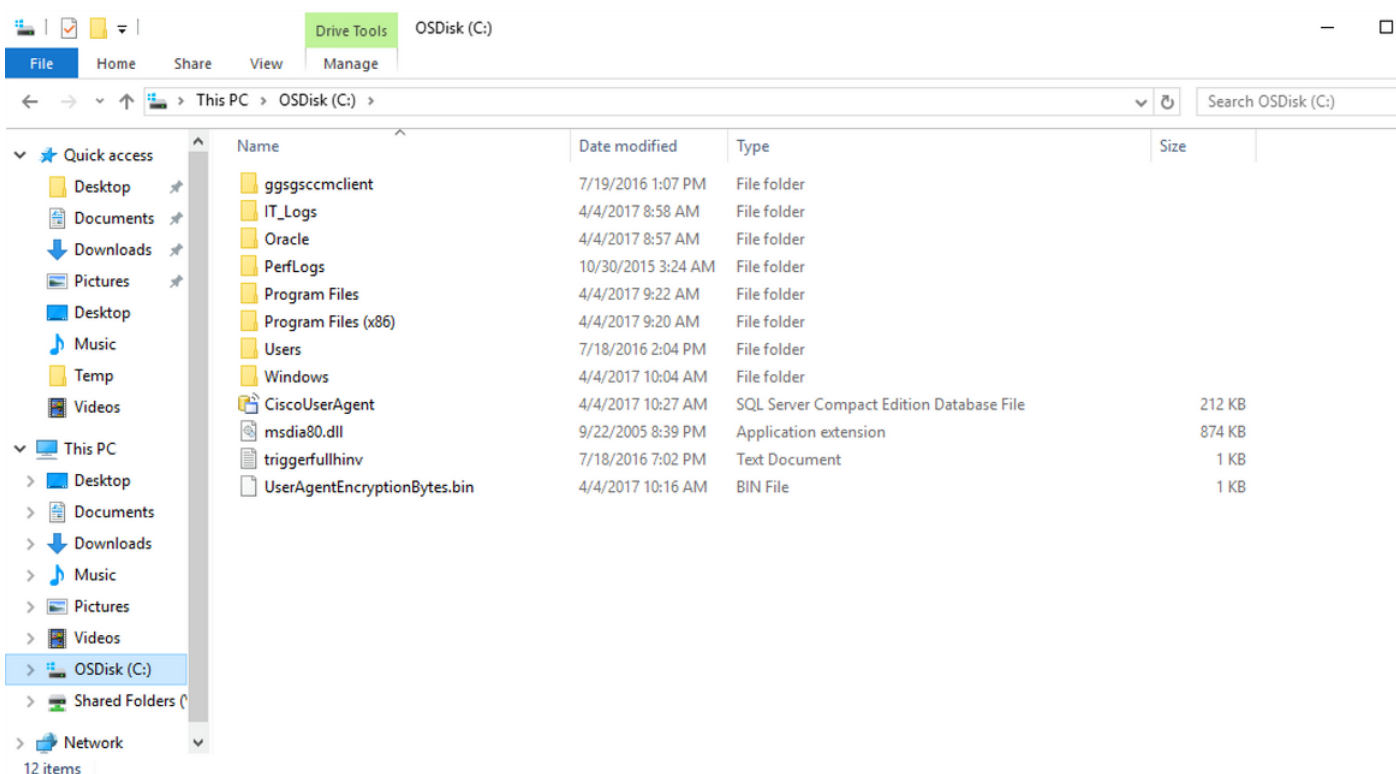 Drive Tools OSDisk (C:)
File Home Share View Manage
This PC > OSDisk (C:) > Search OSDisk (C:)
Quick access
Desktop
Documents
Downloads
Pictures
Desktop
Music
Temp
Videos
This PC
Desktop
Documents
Downloads
Music
Pictures
Videos
OSDisk (C:)
Shared Folders ('
Network
Name Date modified Type Size
ggsgsccmclient 7/19/2016 1:07 PM File folder
IT_Logs 4/4/2017 8:58 AM File folder
Oracle 4/4/2017 8:57 AM File folder
PerfLogs 10/30/2015 3:24 AM File folder
Program Files 4/4/2017 9:22 AM File folder
Program Files (x86) 4/4/2017 9:20 AM File folder
Users 7/18/2016 2:04 PM File folder
Windows 4/4/2017 10:04 AM File folder
CiscoUserAgent 4/4/2017 10:27 AM SQL Server Compact Edition Database File 212 KB
msdia80.dll 9/22/2005 8:39 PM Application extension 874 KB
triggerfullhinv 7/18/2016 7:02 PM Text Document 1 KB
UserAgentEncryptionBytes.bin 4/4/2017 10:16 AM BIN File 1 KB
12 items